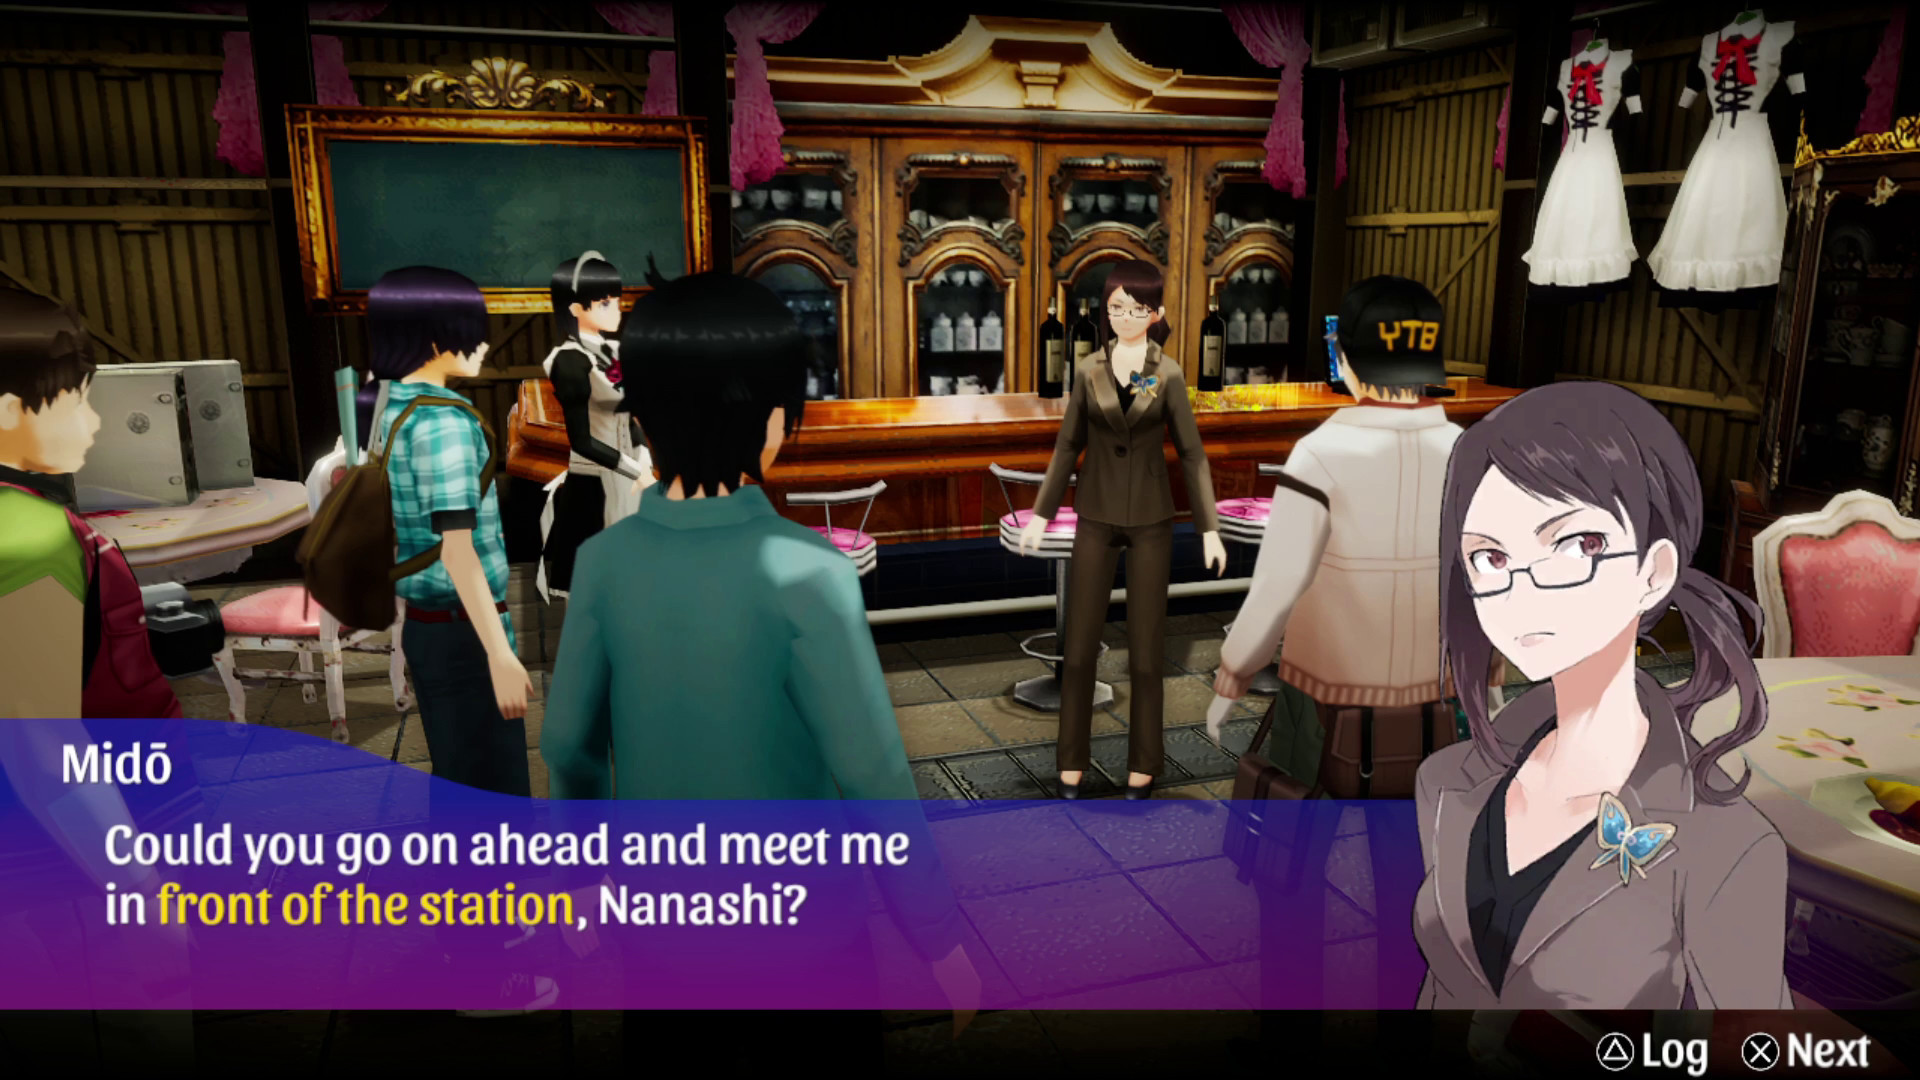 YTB
Midō
Could you go on ahead and meet me
in front of the station, Nanashi?
Log
Next